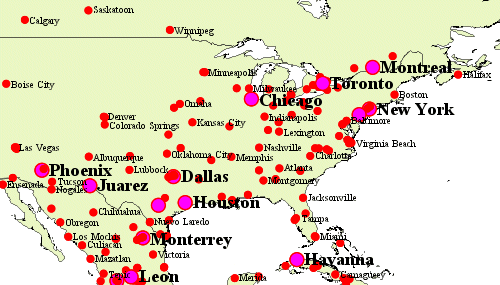 Saskatoon
Calgary
Winnipeg
Montreal
Minneapolis
Halifax
Boise City
Milwaukee
Toronto
Boston
Chicago
Omaha
New York
Denver
Indianapolis
Baltimore
Colorado Springs
Kansas City
Lexington
Virginia Beach
Las Vegas
Nashville
Albuquerque
Oklahoma City
Memphis
Charlotte
Phoenix
Lubbock
Atlanta
Dallas
Ensenada
Tucson
Juarez
Montgomery
Nogales
Houston
Jacksonville
Chihuahua
Obregon
Nuevo Laredo
Tampa
Los Mochis
Monterrey
Miami
Culiacan
Mazatlan
Victoria
Havanna
Leon
Merida
Camaguey